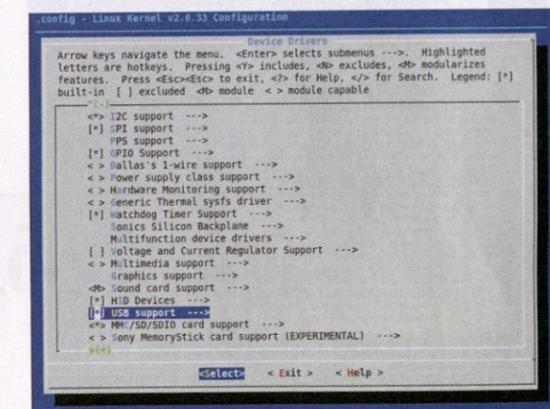 .config - Linux Kernel v2.6.33 Configuration
Device Drivers
Arrow keys navigate the menu. <Enter> selects submenus --->. Highlighted
letters are hotkeys. Pressing <Y> includes, <N> excludes, <M> modularizes
features. Press <Esc><Esc> to exit, <?> for Help, </> for Search. Legend: [*]
built-in [ ] excluded <M> module < > module capable
^(-)
<*> I2C support --->
[*] SPI support --->
PPS support --->
[*] GPIO Support --->
< > Dallas's 1-wire support --->
< > Power supply class support --->
< > Hardware Monitoring support --->
< > Generic Thermal sysfs driver --->
[*] Watchdog Timer Support --->
Sonics Silicon Backplane --->
Multifunction device drivers --->
[ ] Voltage and Current Regulator Support --->
< > Multimedia support --->
Graphics support --->
<M> Sound card support --->
[*] HID Devices --->
[*] USB support --->
<*> MMC/SD/SDIO card support --->
< > Sony MemoryStick card support (EXPERIMENTAL) --->
v(+)
<Select> < Exit > < Help >